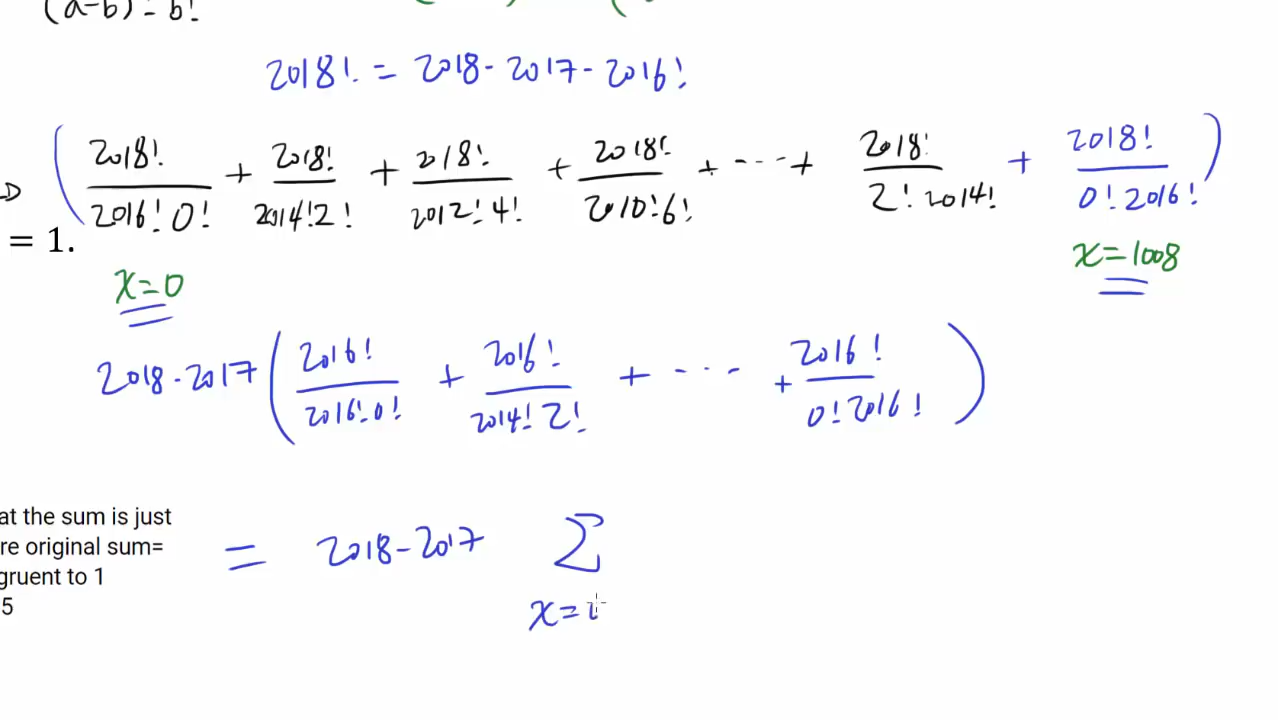 (a-b)! = b!
2018! = 2018 · 2017 · 2016!
⇒ ( 2018!/2016!0! + 2018!/2014!2! + 2018!/2012!4! + 2018!/2010!6! + ··· + 2018!/2!2014! + 2018!/0!2016! )
= 1.
x=0 x=1008
2018 · 2017 ( 2016!/2016!0! + 2016!/2014!2! + ··· + 2016!/0!2016! )
at the sum is just
re original sum=
gruent to 1
5
= 2018 · 2017 Σ
x=